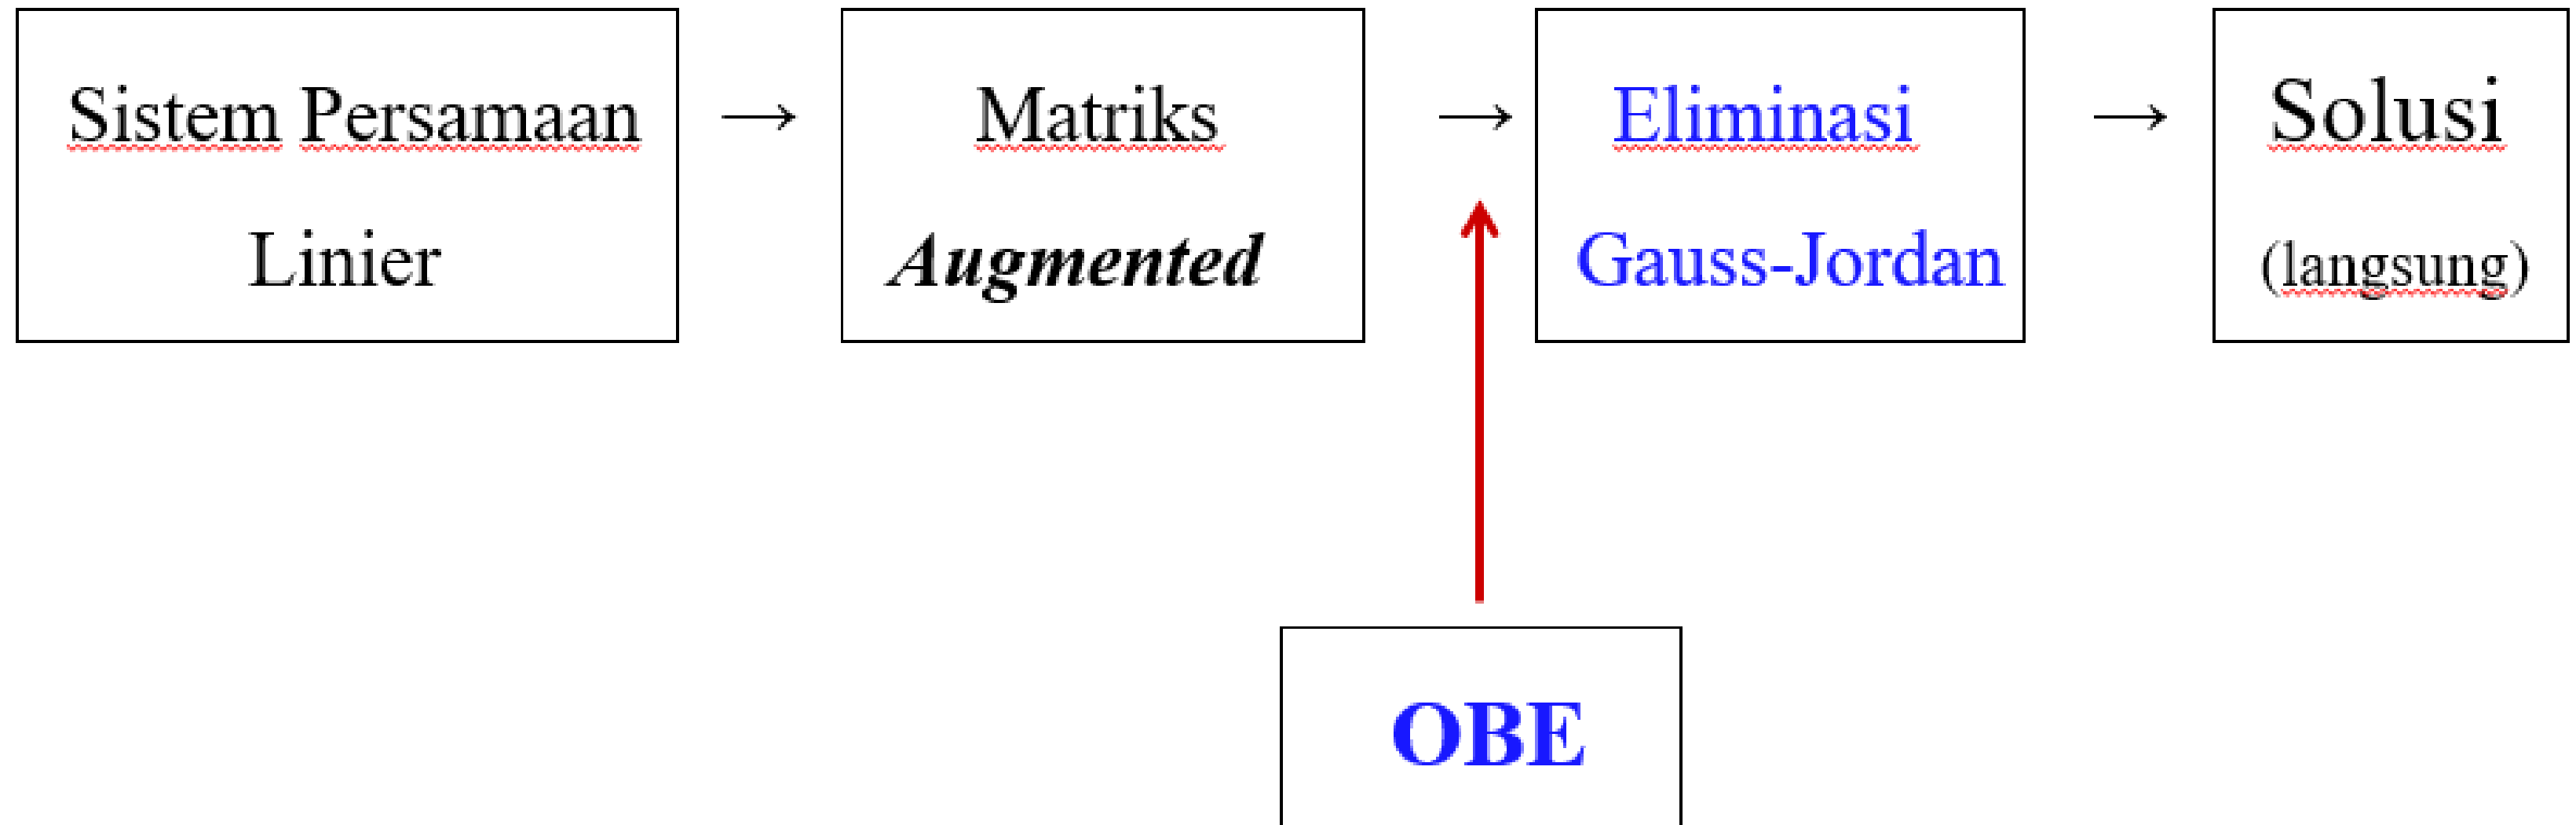 Sistem Persamaan
Linier
→
Matriks
Augmented
→
Eliminasi
Gauss-Jordan
→
Solusi
(langsung)
OBE